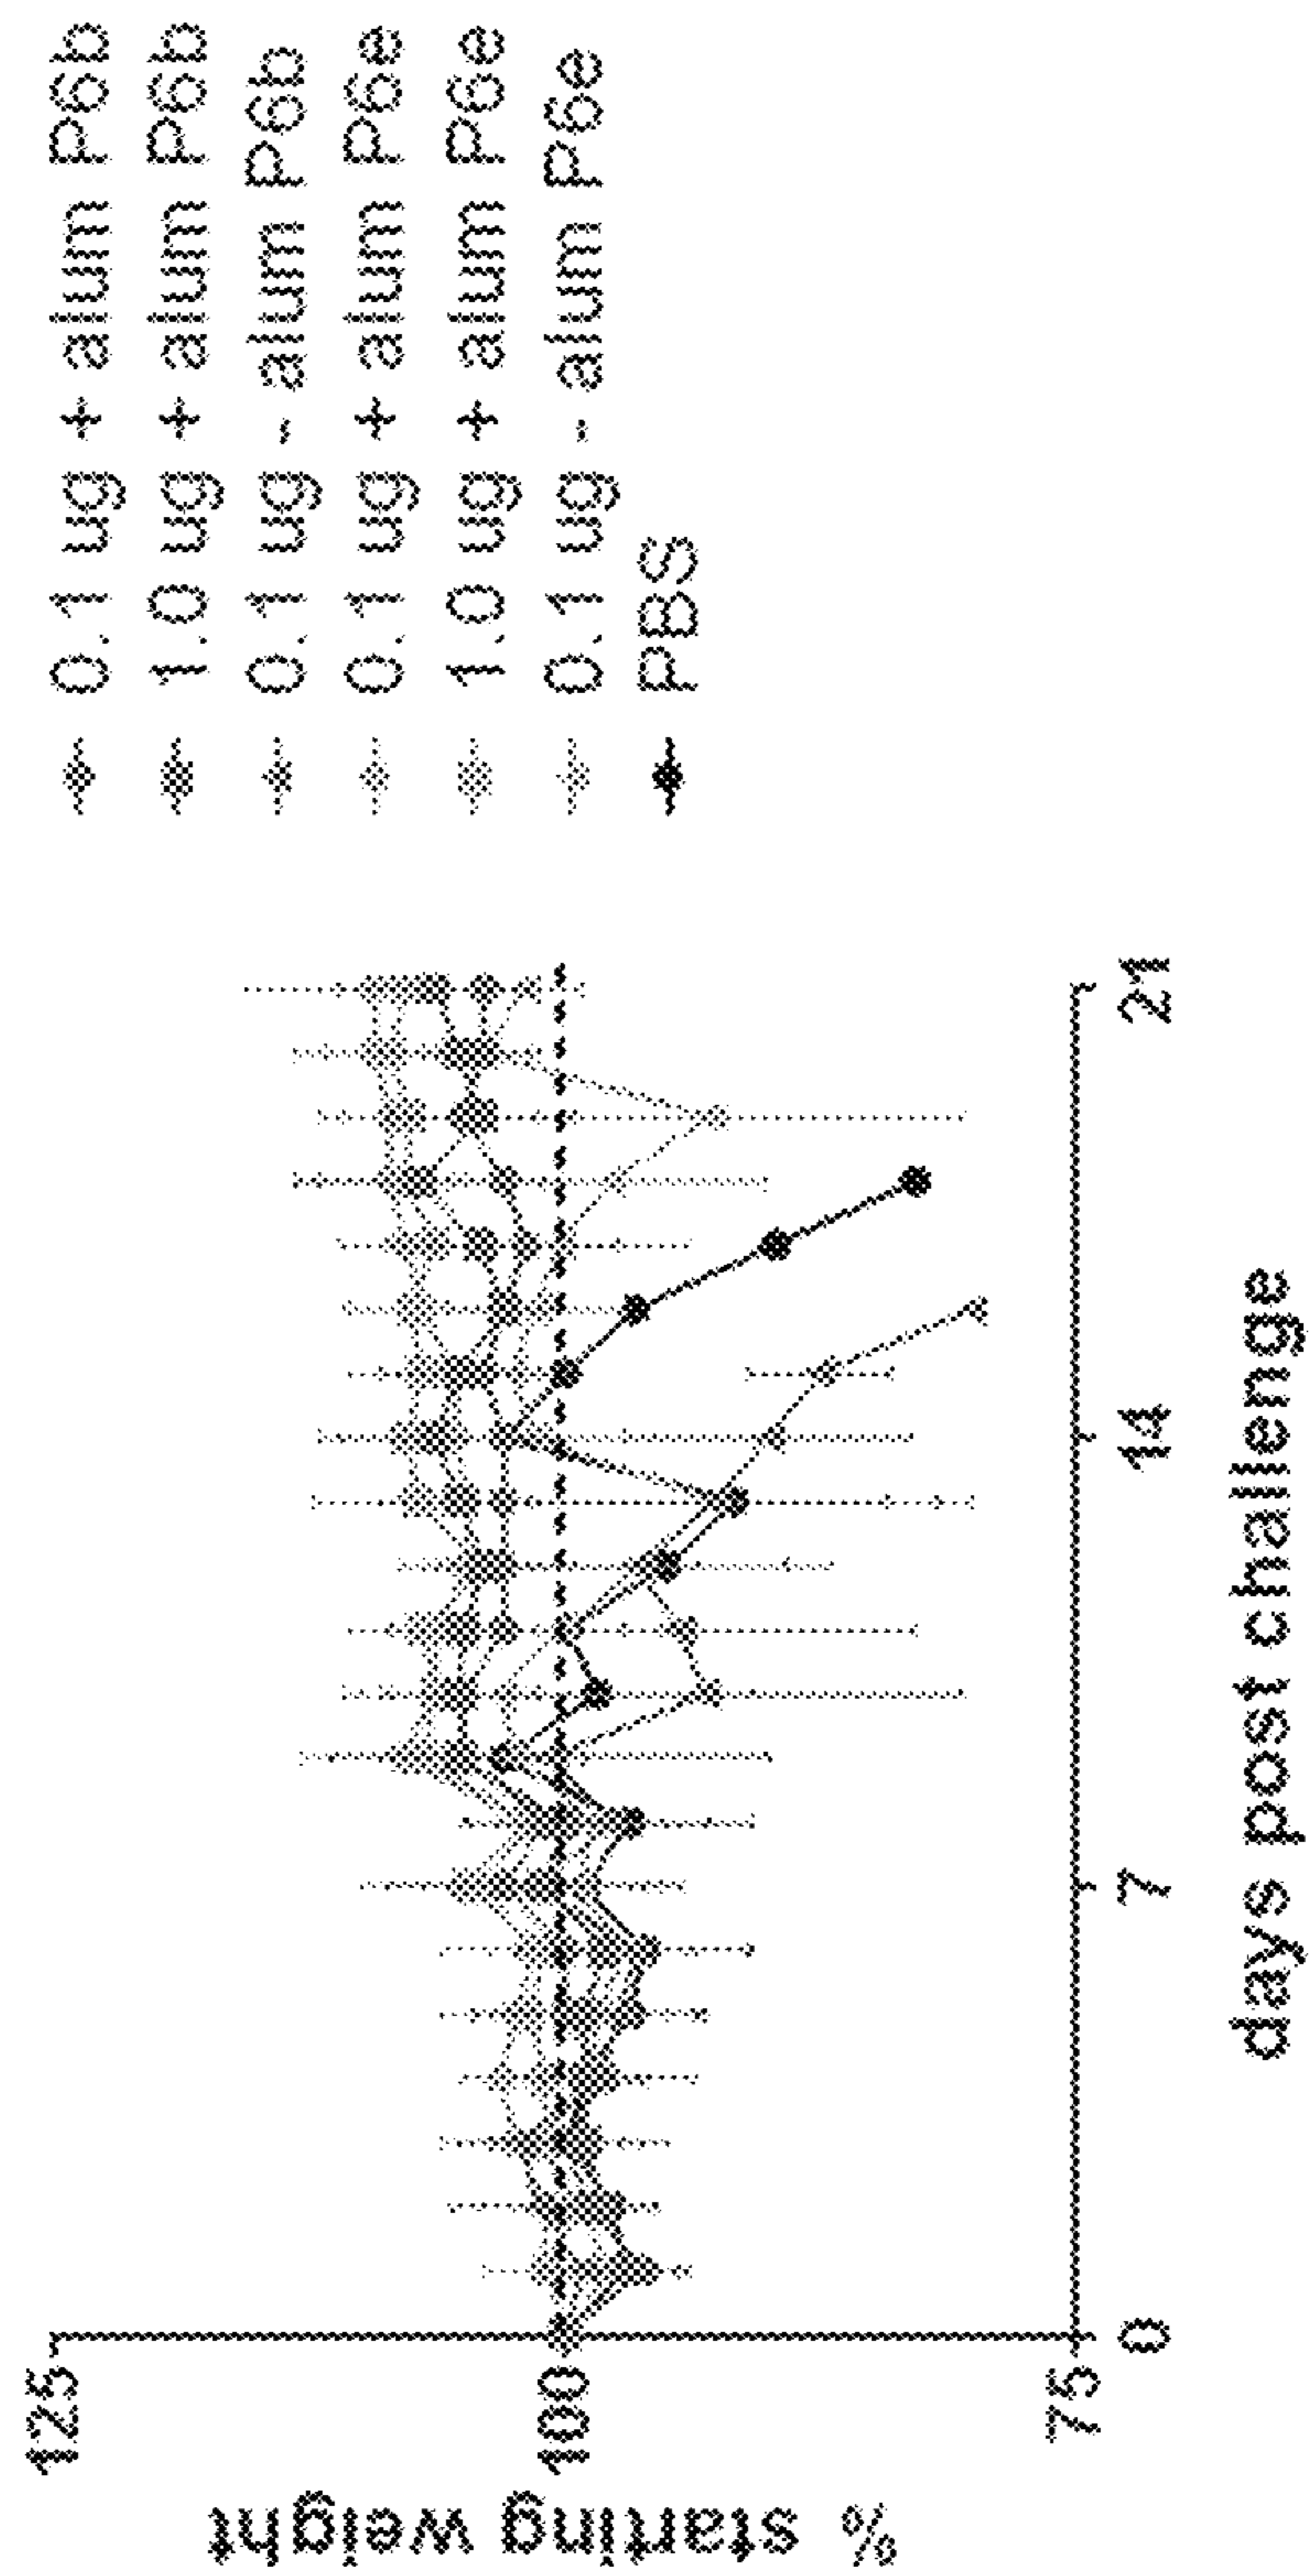 0.1 ug + alum P6b
1.0 ug + alum P6b
0.1 ug - alum P6b
0.1 ug + alum P6e
1.0 ug + alum P6e
0.1 ug - alum P6e
PBS
% starting weight
125
100
75
0
7
14
21
days post challenge